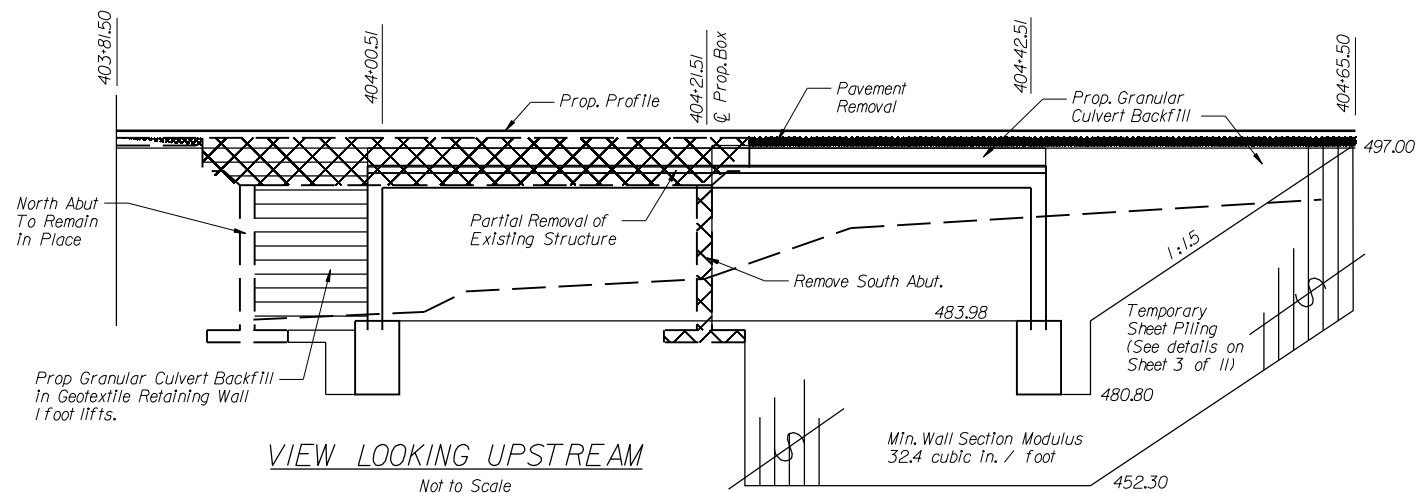 403+81.50
404+00.51
404+21.51
℄ Prop. Box
404+42.51
404+65.50
Prop. Profile
Pavement
Removal
Prop. Granular
Culvert Backfill
497.00
North Abut
To Remain
in Place
Partial Removal of
Existing Structure
1:1.5
Remove South Abut.
483.98
Temporary
Sheet Piling
(See details on
Sheet 3 of 11)
Prop Granular Culvert Backfill
in Geotextile Retaining Wall
1 foot lifts.
480.80
VIEW LOOKING UPSTREAM
Not to Scale
Min. Wall Section Modulus
32.4 cubic in. / foot
452.30